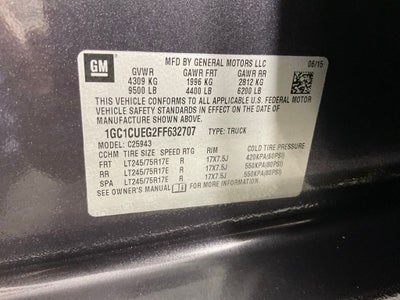 GM
MFD BY GENERAL MOTORS LLC 06/15
GVWR GAWR FRT GAWR RR
4309 KG 1996 KG 2812 KG
9500 LB 4400 LB 6200 LB
THIS VEHICLE CONFORMS TO ALL APPLICABLE
U.S. FEDERAL MOTOR VEHICLE SAFETY STANDARDS IN
EFFECT ON THE DATE OF MANUFACTURE SHOWN ABOVE.
1GC1CUEG2FF632707 TYPE: TRUCK
MODEL: C25943
CCHM TIRE SIZE SPEED RTG RIM COLD TIRE PRESSURE
FRT LT245/75R17E R 17X7.5J 420KPA(60PSI)
RR LT245/75R17E R 17X7.5J 550KPA(80PSI)
SPA LT245/75R17E R 17X7.5J 550KPA(80PSI)
SEE OWNER'S MANUAL FOR MORE INFORMATION.